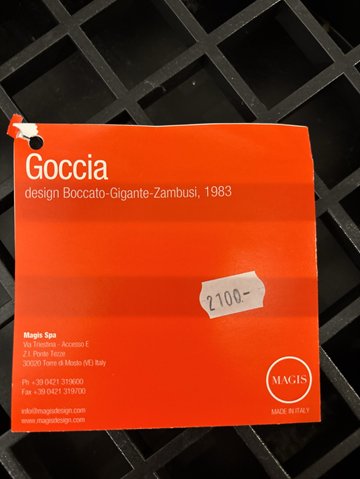 Goccia
design Boccato-Gigante-Zambusi, 1983
2100.-
Magis Spa
Via Triestina - Accesso E
Z.I. Ponte Tezze
30020 Torre di Mosto (VE) Italy
Ph +39 0421 319600
Fax +39 0421 319700
info@magisdesign.com
www.magisdesign.com
MAGIS
MADE IN ITALY